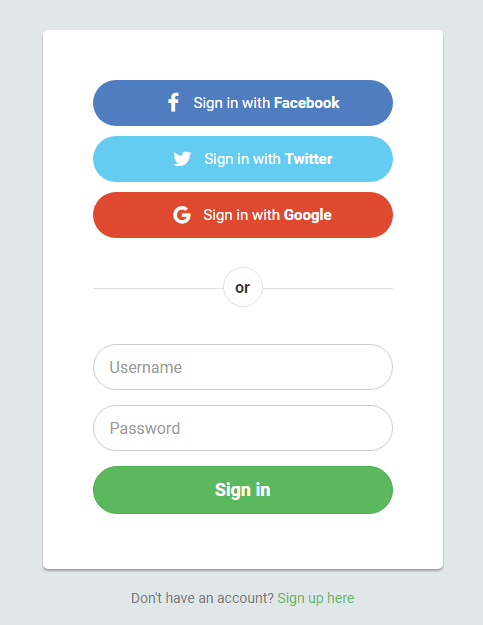 Sign in with Facebook
Sign in with Twitter
Sign in with Google
or
Username
Password
Sign in
Don't have an account? Sign up here